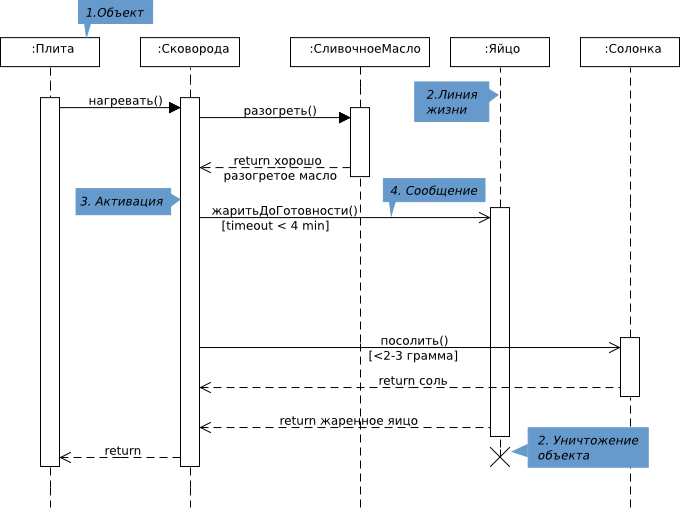 1.Объект
:Плита
:Сковорода
:СливочноеМасло
:Яйцо
:Солонка
нагревать()
2.Линия
жизни
разогреть()
return хорошо
разогретое масло
3. Активация
4. Сообщение
жаритьДоГотовности()
[timeout < 4 min]
посолить()
[<2-3 грамма]
return соль
return жаренное яицо
return
2. Уничтожение
объекта